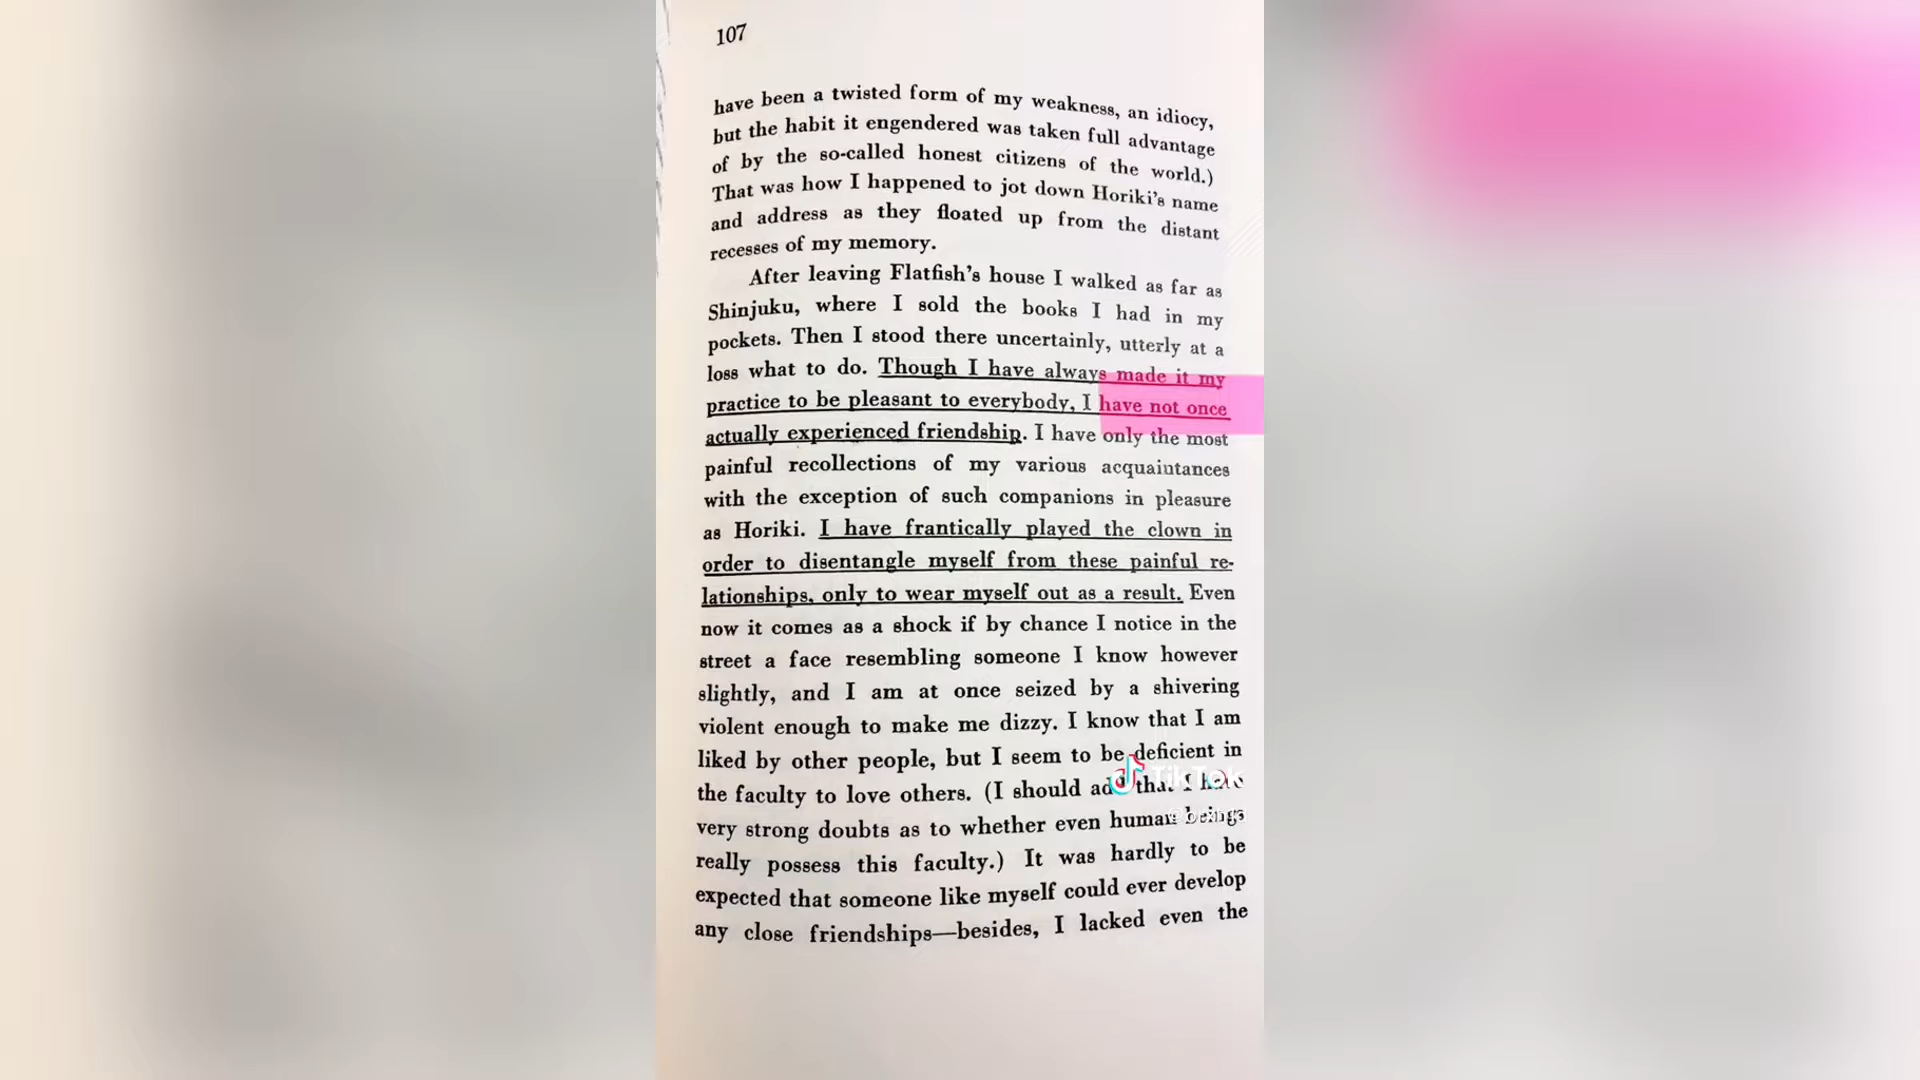 107
have been a twisted form of my weakness, an idiocy,
but the habit it engendered was taken full advantage
of by the so-called honest citizens of the world.)
That was how I happened to jot down Horiki's name
and address as they floated up from the distant
recesses of my memory.
After leaving Flatfish's house I walked as far as
Shinjuku, where I sold the books I had in my
pockets. Then I stood there uncertainly, utterly at a
loss what to do. Though I have always made it my
practice to be pleasant to everybody, I have not once
actually experienced friendship. I have only the most
painful recollections of my various acquaintances
with the exception of such companions in pleasure
as Horiki. I have frantically played the clown in
order to disentangle myself from these painful re-
lationships, only to wear myself out as a result. Even
now it comes as a shock if by chance I notice in the
street a face resembling someone I know however
slightly, and I am at once seized by a shivering
violent enough to make me dizzy. I know that I am
liked by other people, but I seem to be deficient in
the faculty to love others. (I should add that I have
very strong doubts as to whether even human beings
really possess this faculty.) It was hardly to be
expected that someone like myself could ever develop
any close friendships—besides, I lacked even the
TikTok